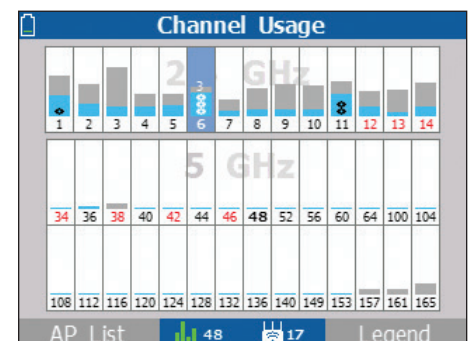 Channel Usage
2.4 GHz
3
1 2 3 4 5 6 7 8 9 10 11 12 13 14
5 GHz
34 36 38 40 42 44 46 48 52 56 60 64 100 104
108 112 116 120 124 128 132 136 140 149 153 157 161 165
AP List 48 17 Legend